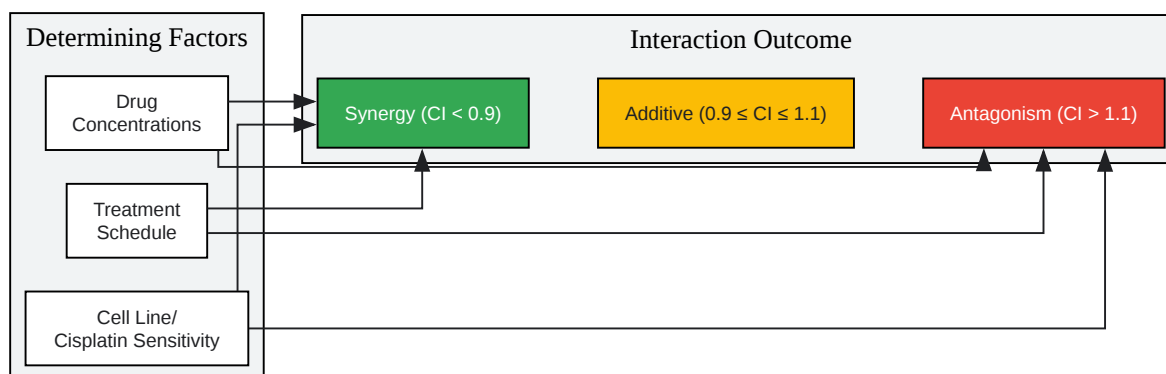 Determining Factors
Drug
Concentrations
Treatment
Schedule
Cell Line/
Cisplatin Sensitivity
Interaction Outcome
Synergy (CI < 0.9)
Additive (0.9 ≤ CI ≤ 1.1)
Antagonism (CI > 1.1)